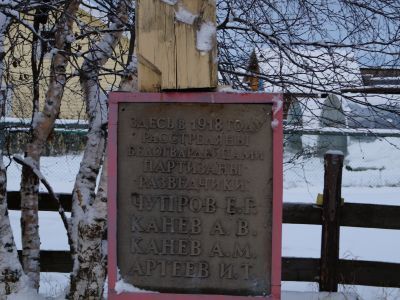 ЗДЕСЬ В 1918 ГОДУ
РАССТРЕЛЯНЫ
БЕЛОГВАРДЕЙЦАМИ
ПАРТИЗАНЫ-
РАЗВЕДЧИКИ
ЧУПРОВ Е.Г.
КАНЕВ А. В.
КАНЕВ А. М.
АРТЕЕВ И. Т.